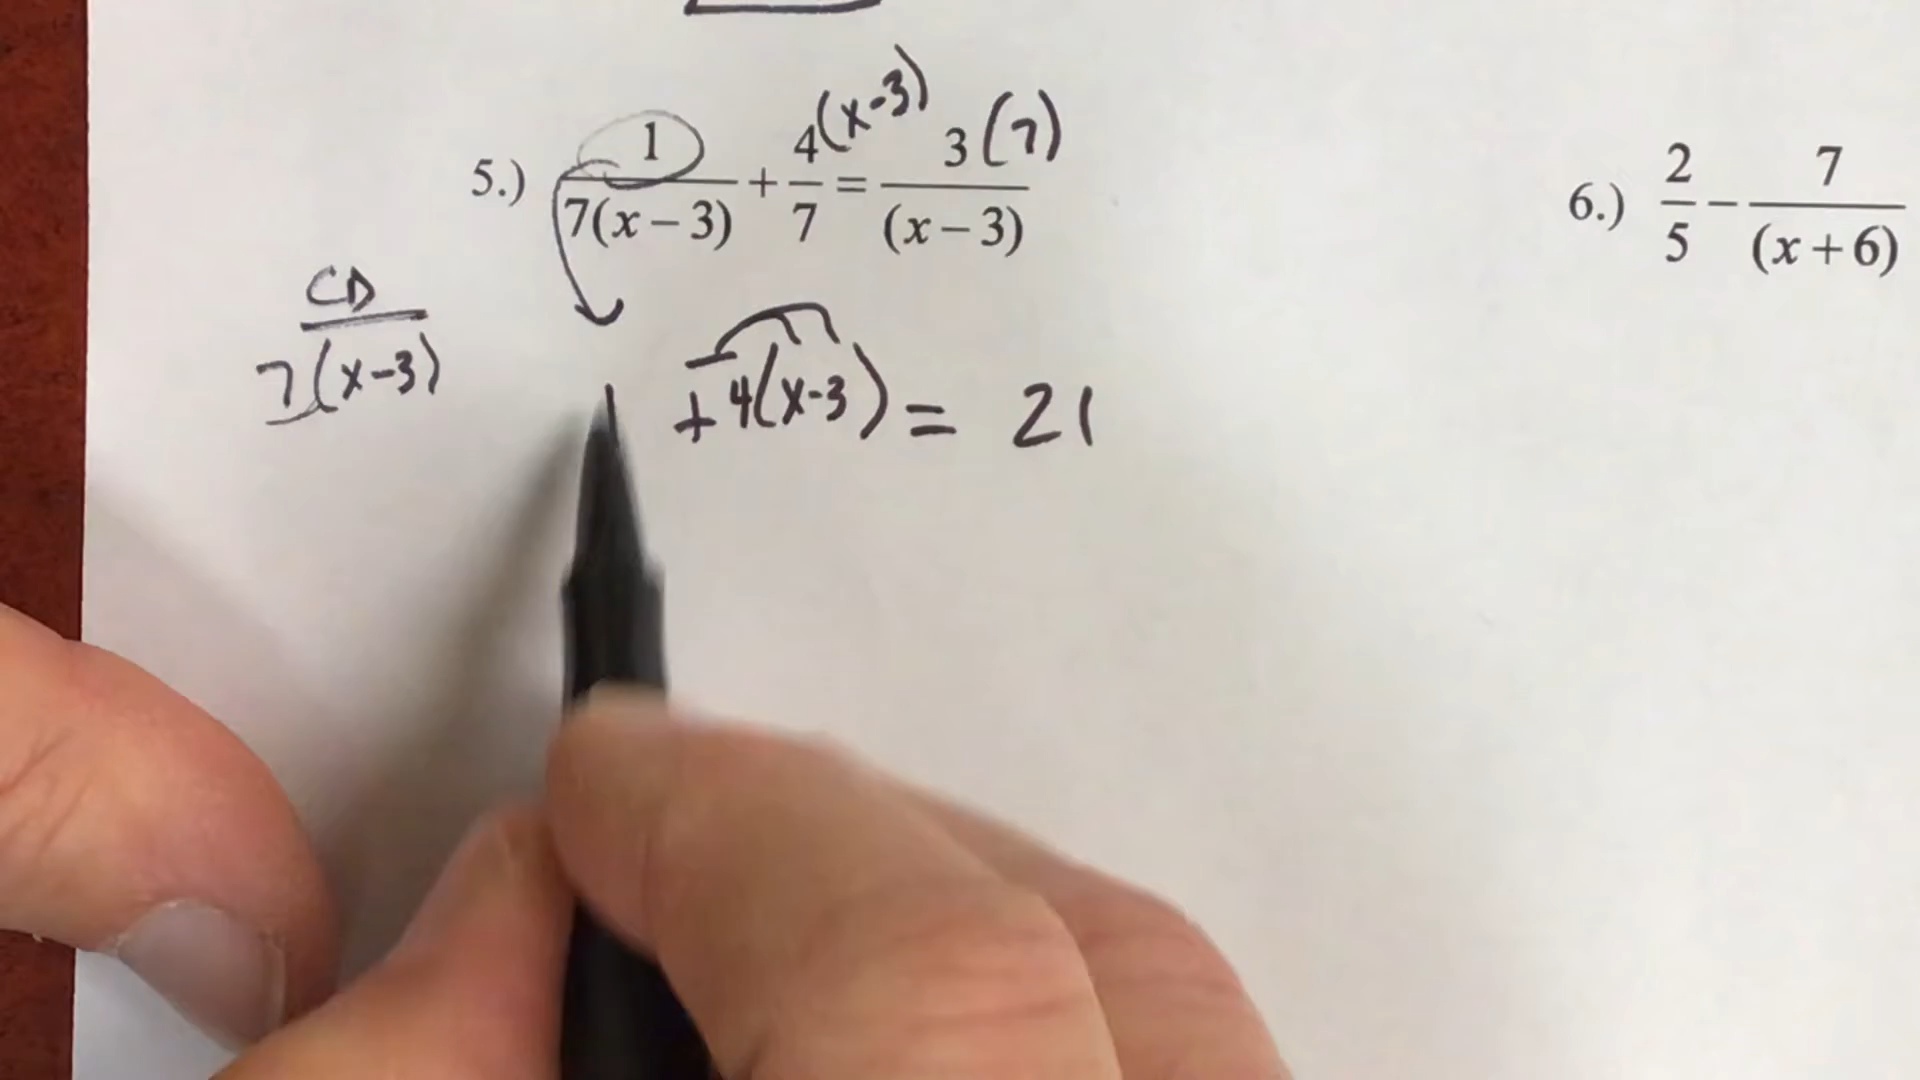 5.) 1/7(x-3) + 4(x-3)/7 = 3(7)/(x-3)
6.) 2/5 - 7/(x+6)
CD
7(x-3)
1 + 4(x-3) = 21